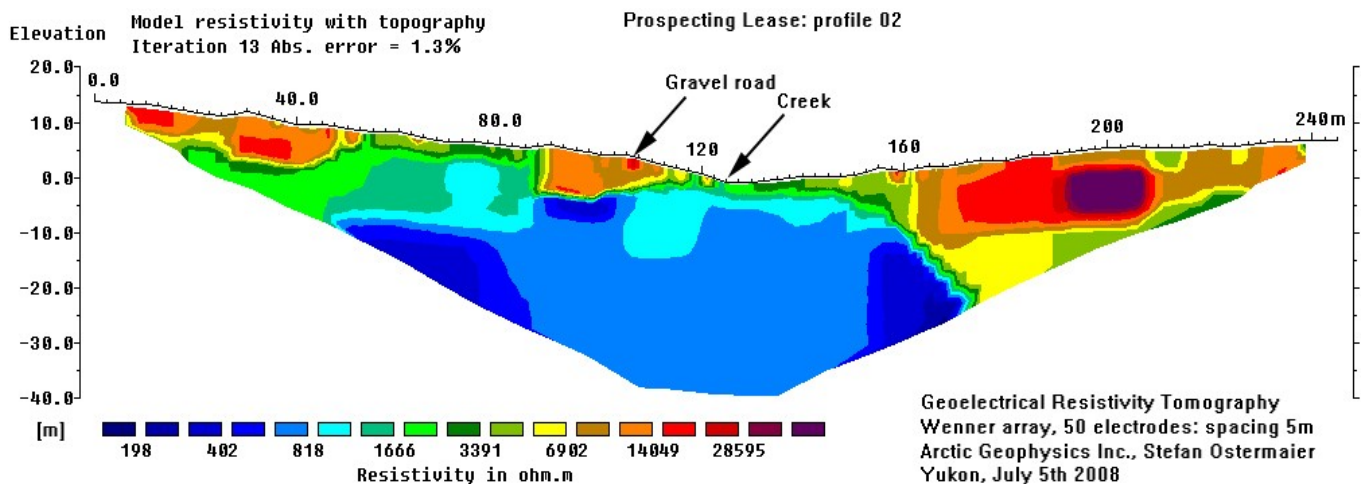 Model resistivity with topography
Prospecting Lease: profile 02
Elevation
Iteration 13 Abs. error = 1.3%
20.0
0.0
Gravel road
Creek
10.0
40.0
80.0
120
160
200
240m
0.0
-10.0
-20.0
-30.0
-40.0
[m]
198 402 818 1666 3391 6902 14049 28595
Resistivity in ohm.m
Geoelectrical Resistivity Tomography
Wenner array, 50 electrodes: spacing 5m
Arctic Geophysics Inc., Stefan Ostermaier
Yukon, July 5th 2008